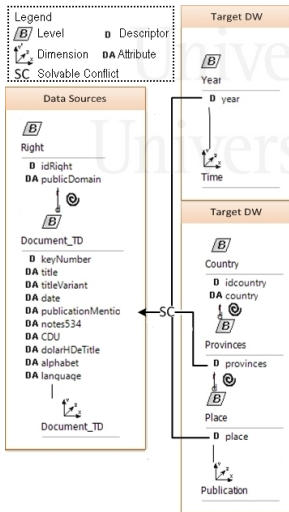 Legend
B Level D Descriptor
Dimension DA Attribute
SC Solvable Conflict
Data Sources
B
Right
D idRight
DA publicDomain
B
Document_TD
D keyNumber
DA title
DA titleVariant
DA date
DA publicationMentio
DA notes534
DA CDU
DA dolarHDeTitle
DA alphabet
DA language
Document_TD
SC
Target DW
B
Year
D year
Time
Target DW
B
Country
D idcountry
DA country
B
Provinces
D provinces
B
Place
D place
Publication
Unive
Univers